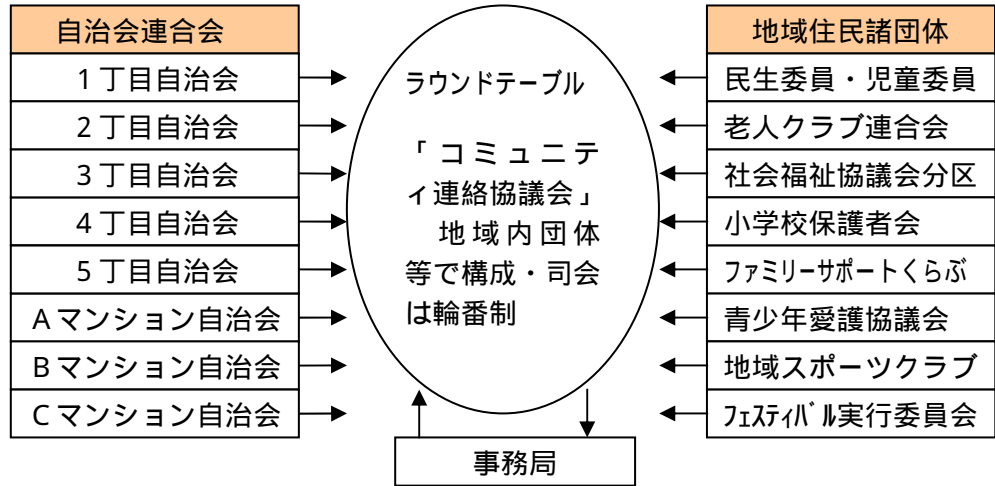 自治会連合会
１丁目自治会
２丁目自治会
３丁目自治会
４丁目自治会
５丁目自治会
Ａマンション自治会
Ｂマンション自治会
Ｃマンション自治会
ラウンドテーブル
「コミュニテ
ィ連絡協議会」
地域内団体
等で構成・司会
は輪番制
事務局
地域住民諸団体
民生委員・児童委員
老人クラブ連合会
社会福祉協議会分区
小学校保護者会
ファミリーサポートくらぶ
青少年愛護協議会
地域スポーツクラブ
ﾌｪｽﾃｨﾊﾞﾙ実行委員会